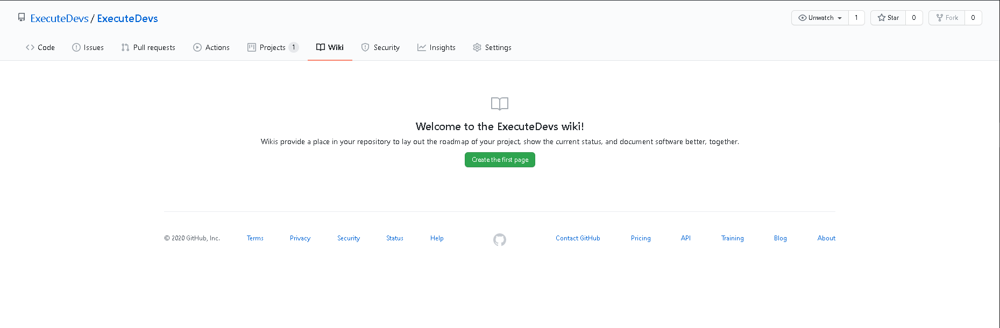 ExecuteDevs / ExecuteDevs
Unwatch 1 Star 0 Fork 0
Code Issues Pull requests Actions Projects 1 Wiki Security Insights Settings
Welcome to the ExecuteDevs wiki!
Wikis provide a place in your repository to lay out the roadmap of your project, show the current status, and document software better, together.
Create the first page
© 2020 GitHub, Inc. Terms Privacy Security Status Help Contact GitHub Pricing API Training Blog About